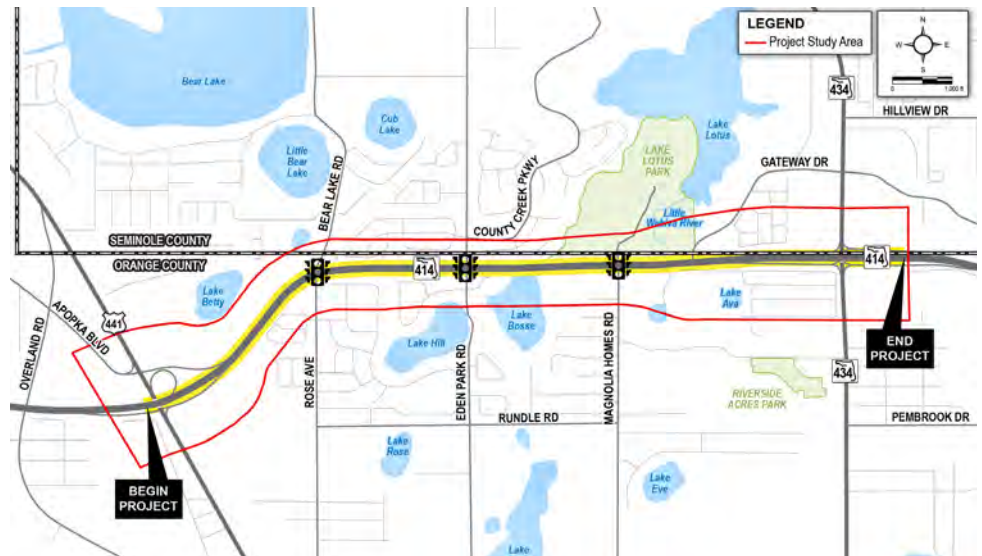 LEGEND
Project Study Area
N
W
E
S
0
1,000 ft
434
HILLVIEW DR
Bear Lake
Cub
Lake
Little
Bear
Lake
BEAR LAKE RD
COUNTY CREEK PKWY
LAKE
LOTUS
PARK
Lake
Lotus
GATEWAY DR
Little
Wekiva River
SEMINOLE COUNTY
ORANGE COUNTY
414
414
Lake
Betty
441
APOPKA BLVD
OVERLAND RD
Lake Hill
Lake
Bosse
Lake
Ava
END
PROJECT
ROSE AVE
EDEN PARK RD
MAGNOLIA HOMES RD
434
RIVERSIDE
ACRES PARK
RUNDLE RD
PEMBROOK DR
Lake
Rose
Lake
Eve
BEGIN
PROJECT
Lake